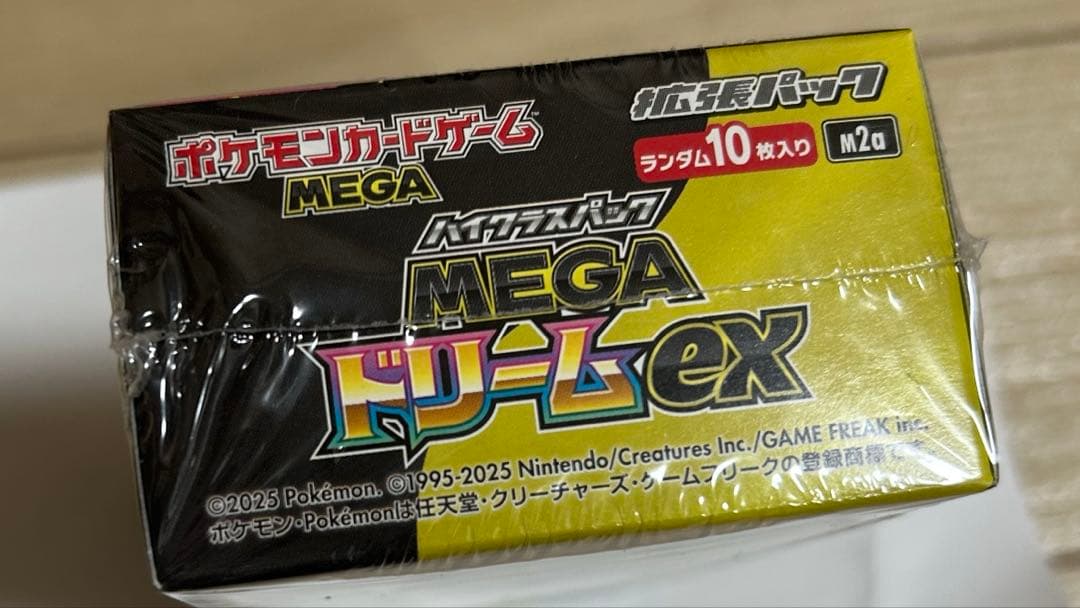 ポケモンカードゲーム
MEGA
拡張パック
ランダム10枚入り
M2a
ハイクラスパック
MEGA
ドリームex
©2025 Pokémon. ©1995-2025 Nintendo/Creatures Inc./GAME FREAK inc.
ポケモン・Pokémonは任天堂・クリーチャーズ・ゲームフリークの登録商標です。